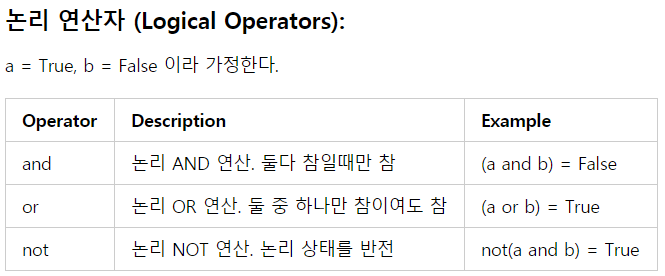 논리 연산자 (Logical Operators):
a = True, b = False 이라 가정한다.
Operator Description Example
and 논리 AND 연산. 둘다 참일때만 참 (a and b) = False
or 논리 OR 연산. 둘 중 하나만 참이여도 참 (a or b) = True
not 논리 NOT 연산. 논리 상태를 반전 not(a and b) = True